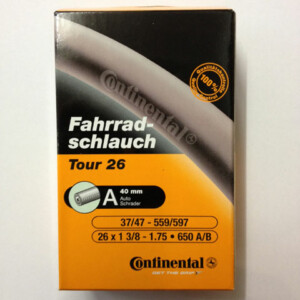 Continental
100%
Fahrrad-
schlauch
Tour 26
A
40 mm
Auto
Schrader
37/47 - 559/597
26 x 1 3/8 - 1.75 • 650 A/B
Continental